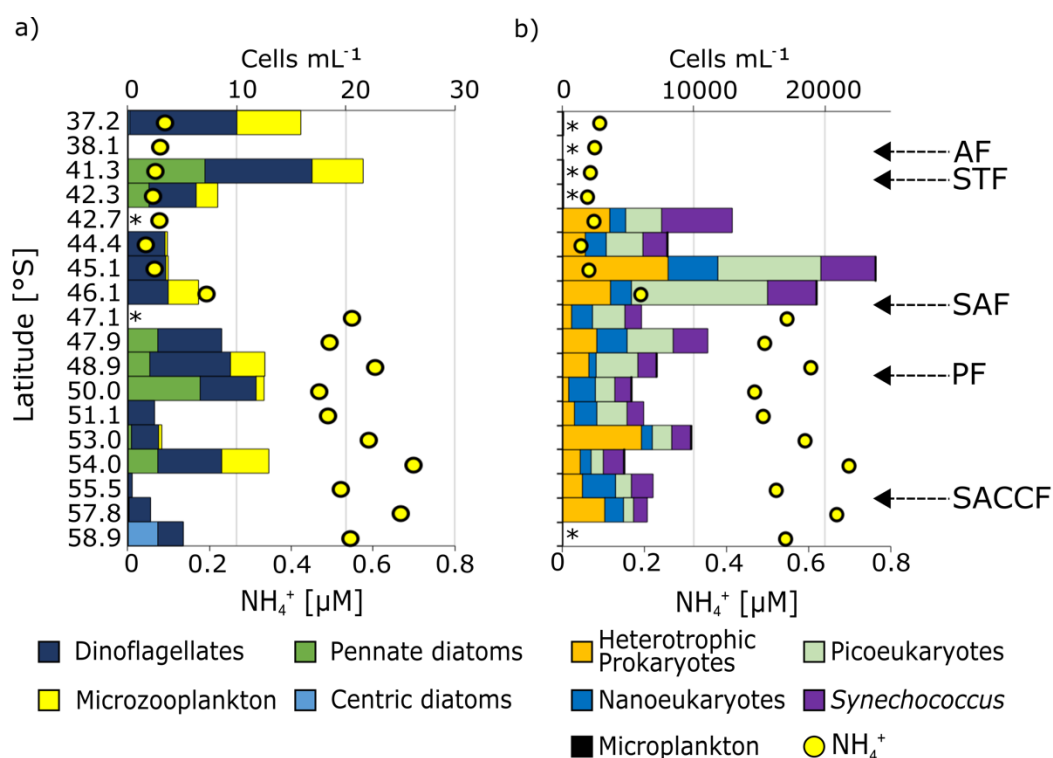 a)
Cells mL⁻¹
0 10 20 30
Latitude [°S]
37.2
38.1
41.3
42.3
42.7 *
44.4
45.1
46.1
47.1 *
47.9
48.9
50.0
51.1
53.0
54.0
55.5
57.8
58.9
0 0.2 0.4 0.6 0.8
NH₄⁺ [µM]
b)
Cells mL⁻¹
0 10000 20000
*
*
*
*
*
AF
STF
SAF
PF
SACCF
0 0.2 0.4 0.6 0.8
NH₄⁺ [µM]
Dinoflagellates
Pennate diatoms
Microzooplankton
Centric diatoms
Heterotrophic
Prokaryotes
Picoeukaryotes
Nanoeukaryotes
Synechococcus
Microplankton
NH₄⁺